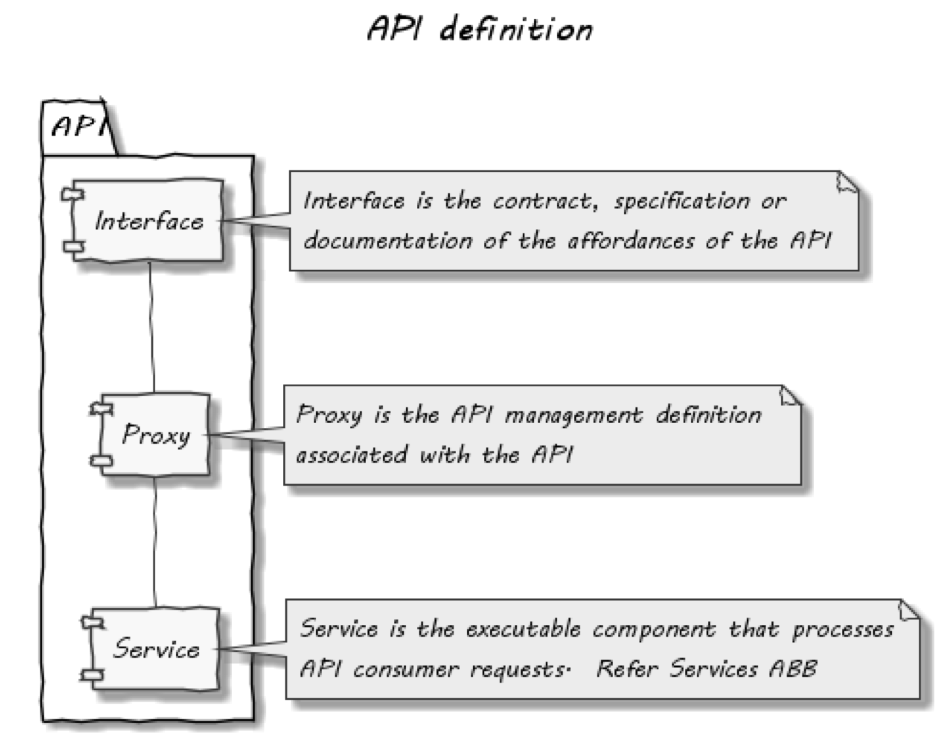 API definition
API
Interface
Interface is the contract, specification or
documentation of the affordances of the API
Proxy
Proxy is the API management definition
associated with the API
Service
Service is the executable component that processes
API consumer requests. Refer Services ABB